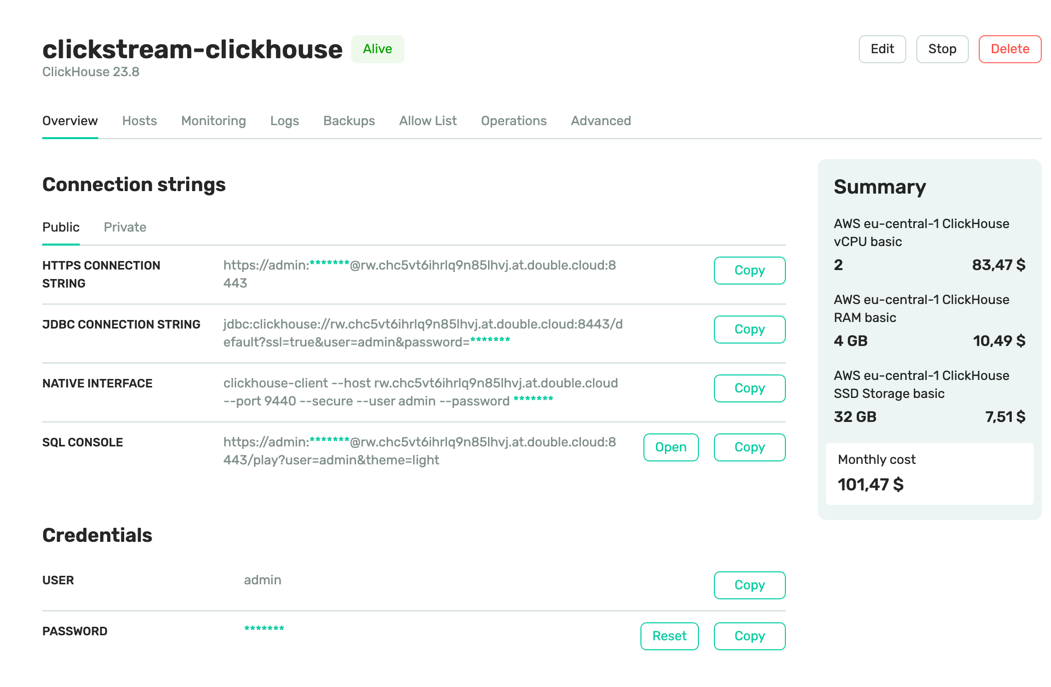 clickstream-clickhouse Alive
ClickHouse 23.8
Edit Stop Delete
Overview Hosts Monitoring Logs Backups Allow List Operations Advanced
Connection strings
Public Private
HTTPS CONNECTION
STRING
https://admin:*******@rw.chc5vt6ihrlq9n85lhvj.at.double.cloud:8
443
Copy
JDBC CONNECTION STRING
jdbc:clickhouse://rw.chc5vt6ihrlq9n85lhvj.at.double.cloud:8443/d
efault?ssl=true&user=admin&password=*******
Copy
NATIVE INTERFACE
clickhouse-client --host rw.chc5vt6ihrlq9n85lhvj.at.double.cloud
--port 9440 --secure --user admin --password *******
Copy
SQL CONSOLE
https://admin:*******@rw.chc5vt6ihrlq9n85lhvj.at.double.cloud:8
443/play?user=admin&theme=light
Open Copy
Credentials
USER admin Copy
PASSWORD ******* Reset Copy
Summary
AWS eu-central-1 ClickHouse
vCPU basic
2 83,47 $
AWS eu-central-1 ClickHouse
RAM basic
4 GB 10,49 $
AWS eu-central-1 ClickHouse
SSD Storage basic
32 GB 7,51 $
Monthly cost
101,47 $